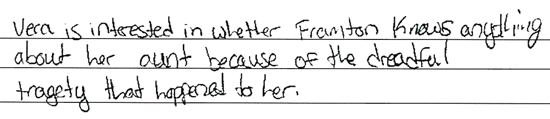 Vera is interested in whether Framton knows anything
about her aunt because of the dreadful
tragety that happened to her.